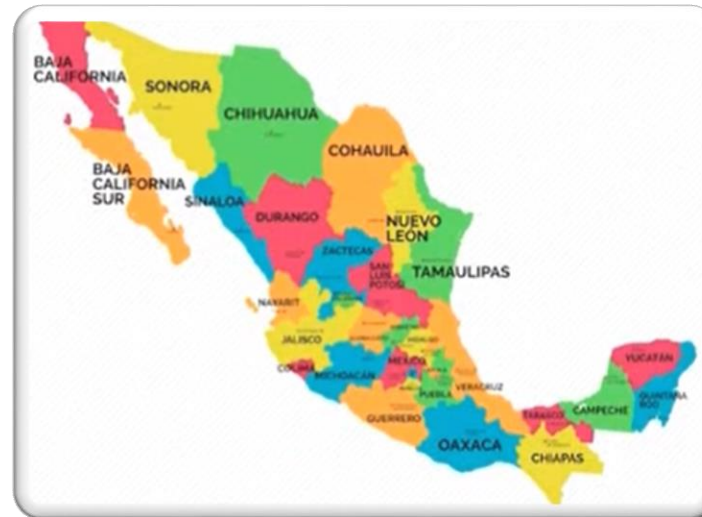 BAJA
CALIFORNIA
SONORA
CHIHUAHUA
COHAUILA
BAJA
CALIFORNIA
SUR
SINALOA
DURANGO
NUEVO
LEÓN
ZACTECAS
SAN
LUIS
POTOSÍ
TAMAULIPAS
NAYARIT
JALISCO
HIDALGO
COLIMA
MICHOACÁN
MÉXICO
PUEBLA
VERACRUZ
GUERRERO
OAXACA
TABASCO
CAMPECHE
YUCATÁN
QUINTANA
ROO
CHIAPAS